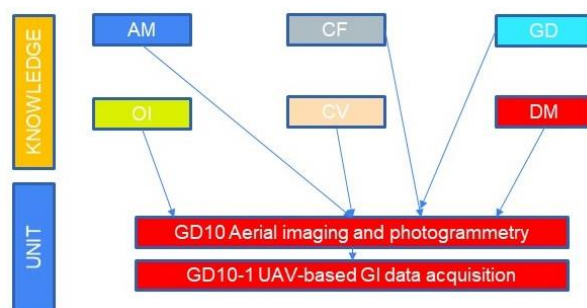 KNOWLEDGE
AM
CF
GD
OI
CV
DM
UNIT
GD10 Aerial imaging and photogrammetry
GD10-1 UAV-based GI data acquisition